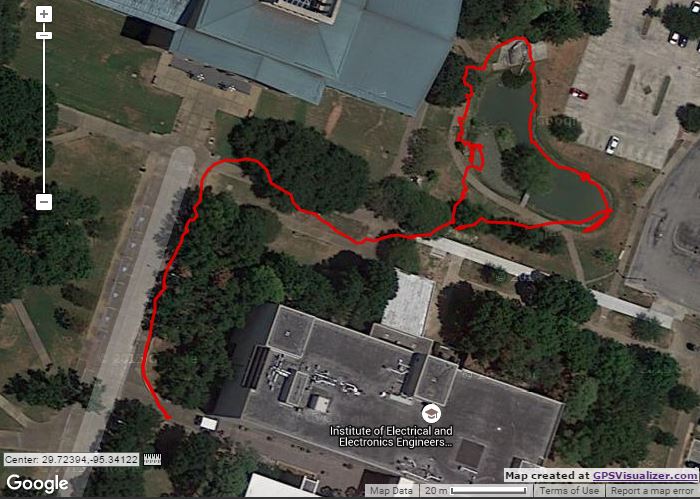 Institute of Electrical and
Electronics Engineers...
Center: 29.72394,-95.34122
Map created at GPSVisualizer.com
Google
Map Data
20 m
Terms of Use
Report a map error